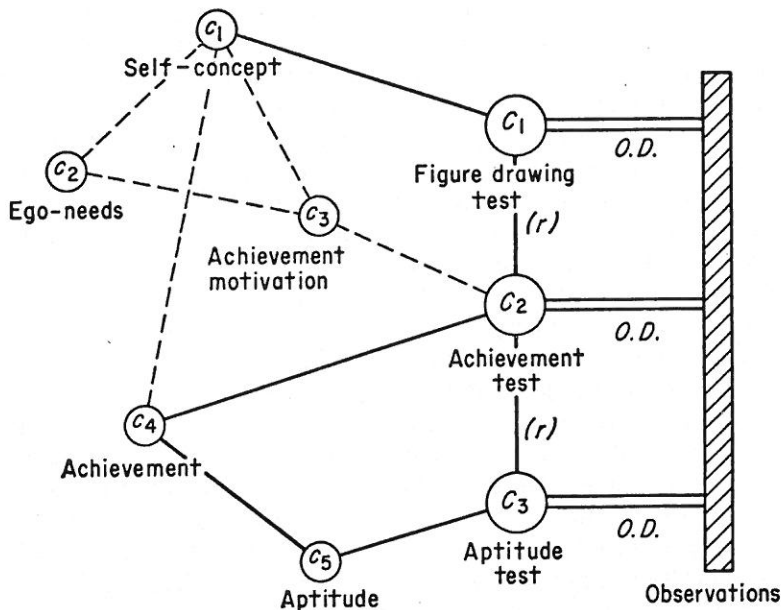 c1
Self-concept
C1
O.D.
Figure drawing
test
c2
Ego-needs
c3
Achievement
motivation
(r)
C2
O.D.
Achievement
test
c4
Achievement
(r)
C3
O.D.
Aptitude
test
c5
Aptitude
Observations